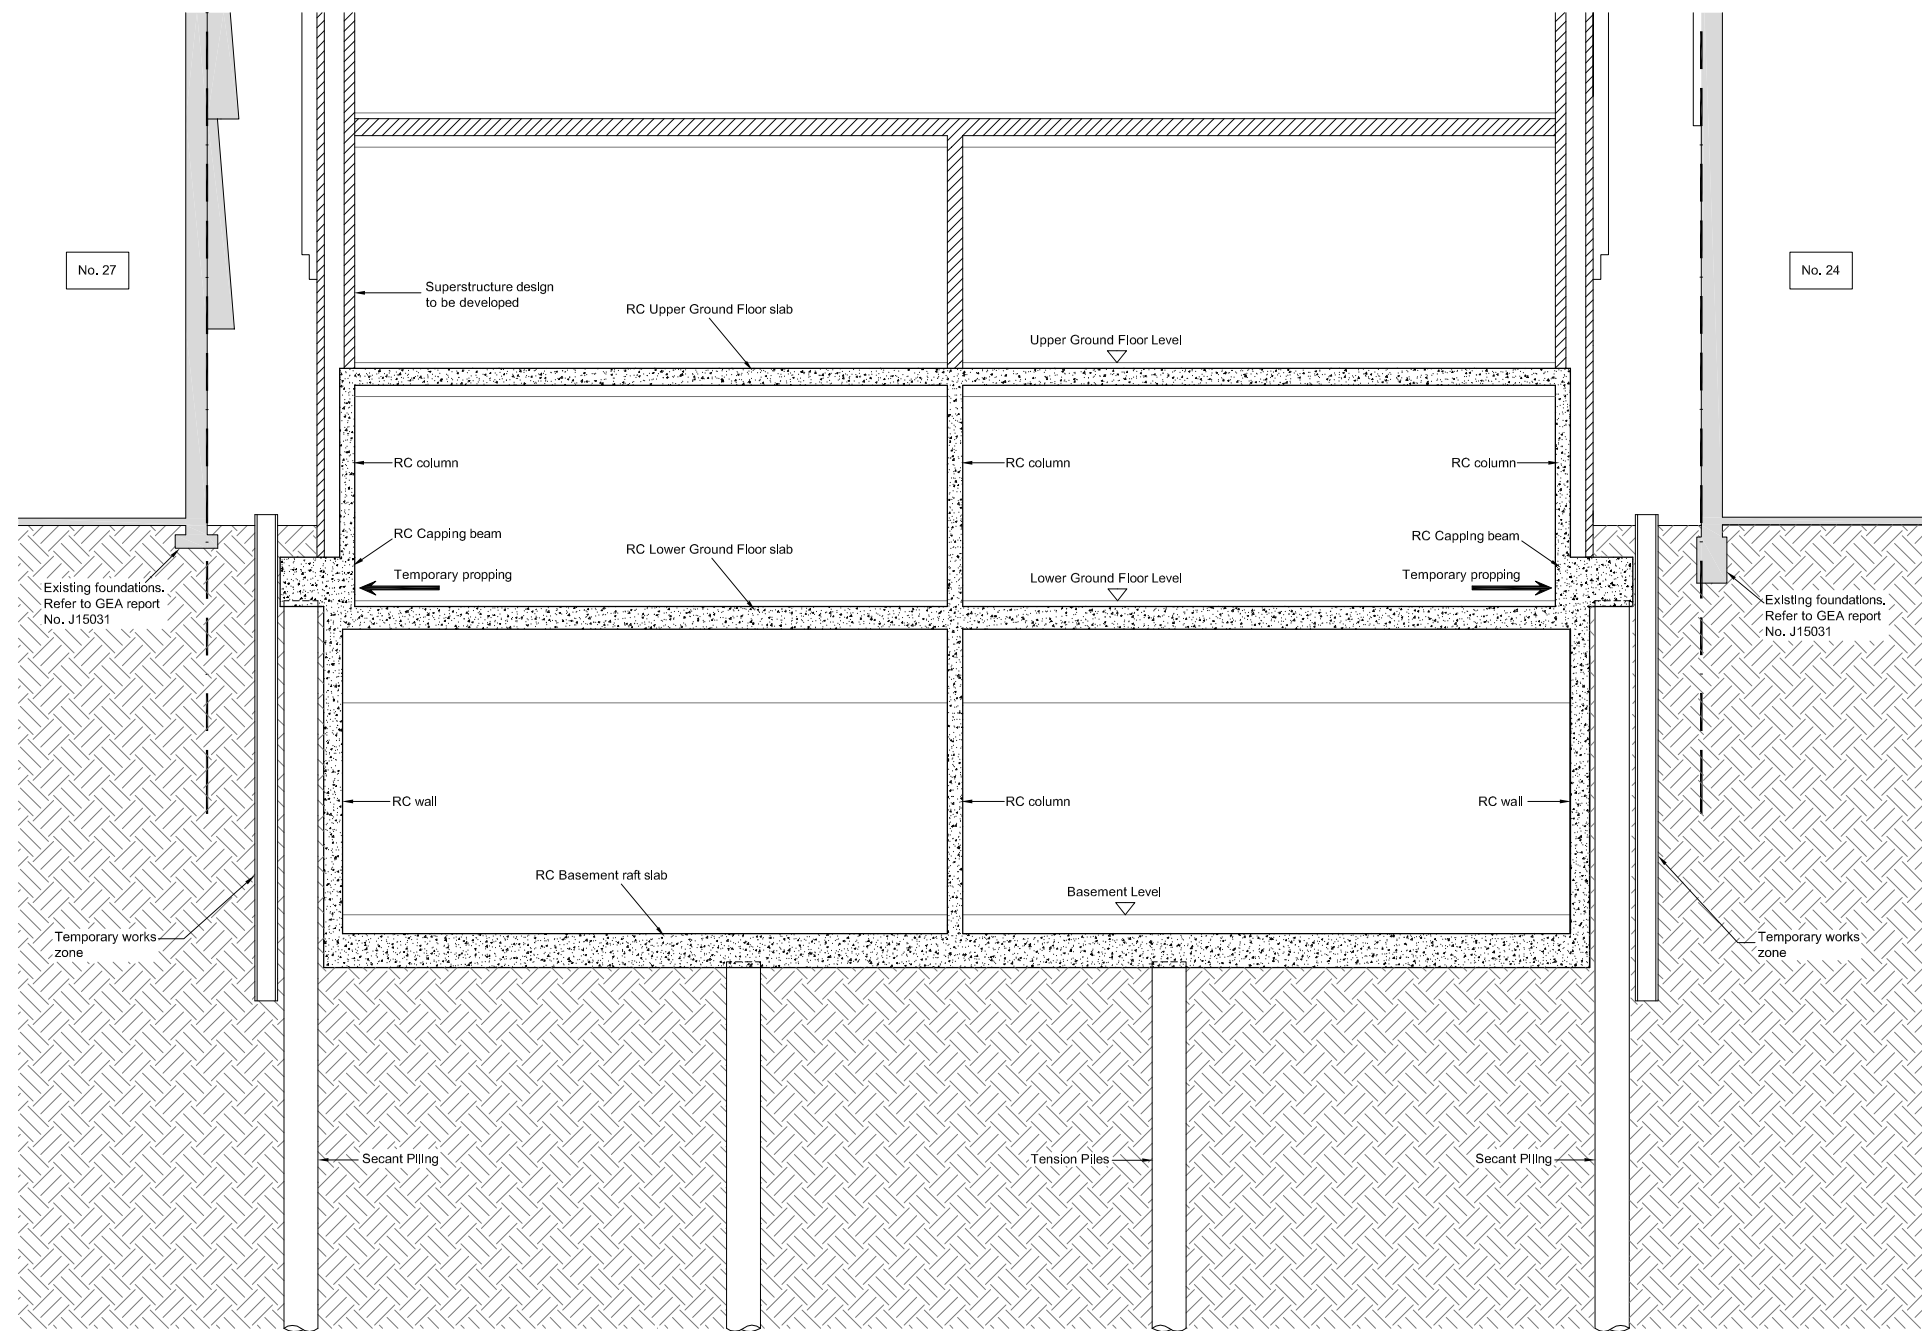 No. 27
No. 24
Superstructure design
to be developed
RC Upper Ground Floor slab
Upper Ground Floor Level
RC column
RC column
RC column
RC Capping beam
RC Lower Ground Floor slab
RC Capping beam
Temporary propping
Lower Ground Floor Level
Temporary propping
Existing foundations.
Refer to GEA report
No. J15031
Existing foundations.
Refer to GEA report
No. J15031
RC wall
RC column
RC wall
RC Basement raft slab
Basement Level
Temporary works
zone
Temporary works
zone
Secant Piling
Tension Piles
Secant Piling